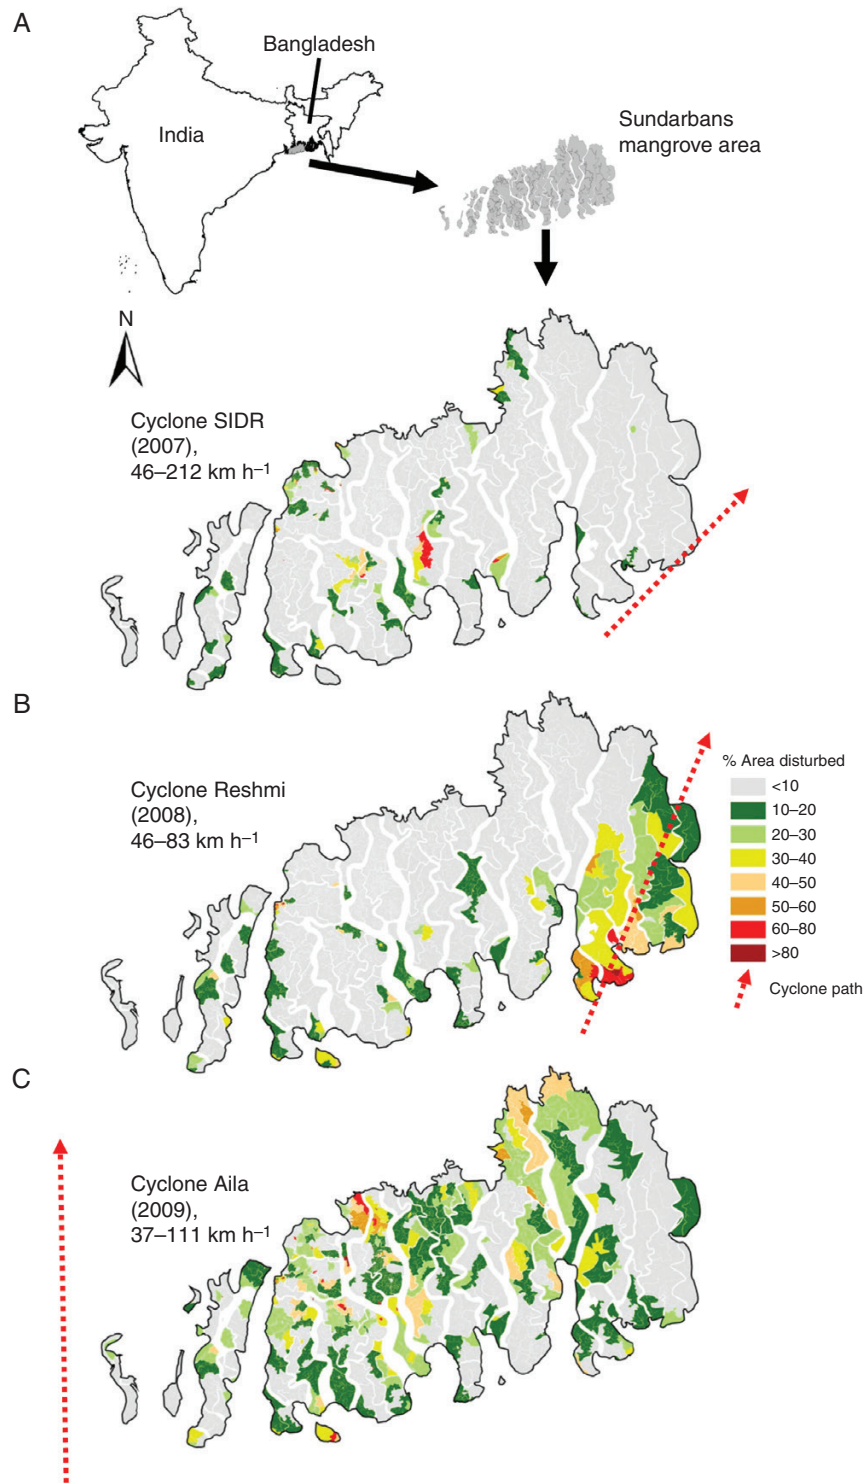 A
Bangladesh
India
Sundarbans
mangrove area
N
Cyclone SIDR
(2007),
46–212 km h⁻¹
B
Cyclone Reshmi
(2008),
46–83 km h⁻¹
% Area disturbed
<10
10–20
20–30
30–40
40–50
50–60
60–80
>80
Cyclone path
C
Cyclone Aila
(2009),
37–111 km h⁻¹